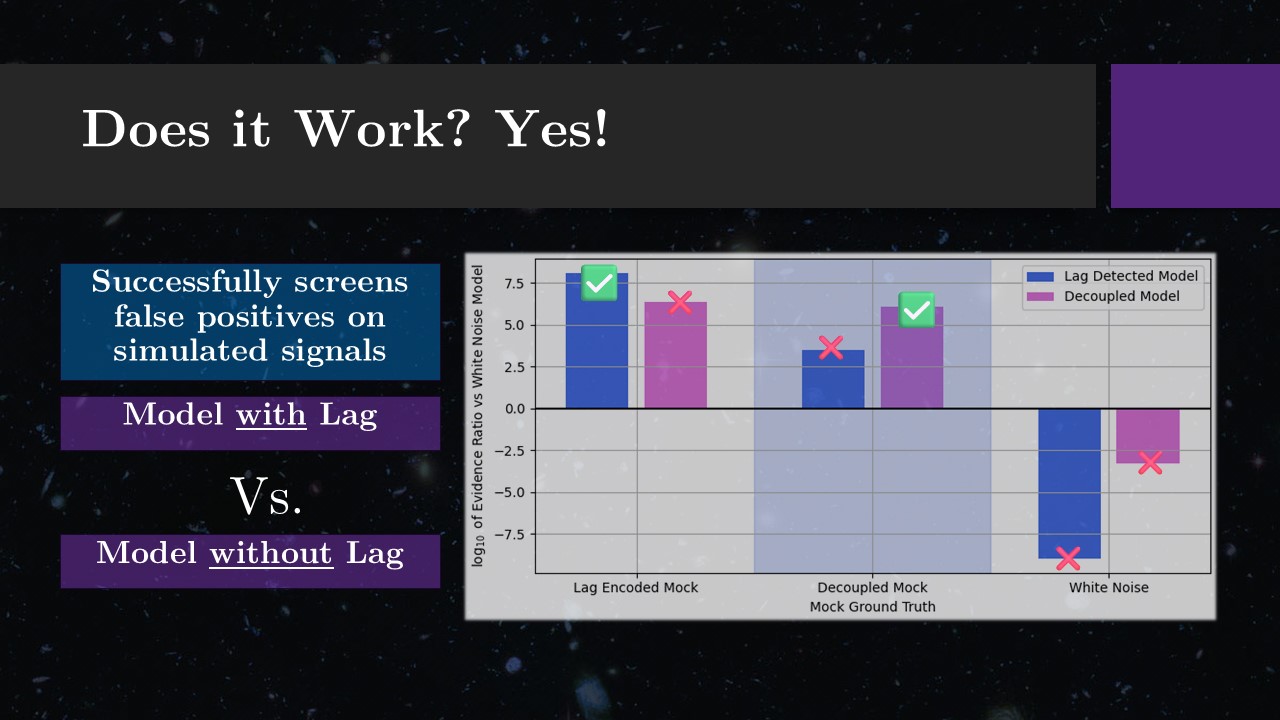 Does it Work? Yes!
Successfully screens
false positives on
simulated signals
Model with Lag
Vs.
Model without Lag
log₁₀ of Evidence Ratio vs White Noise Model
7.5
5.0
2.5
0.0
−2.5
−5.0
−7.5
Lag Detected Model
Decoupled Model
Lag Encoded Mock
Decoupled Mock
White Noise
Mock Ground Truth